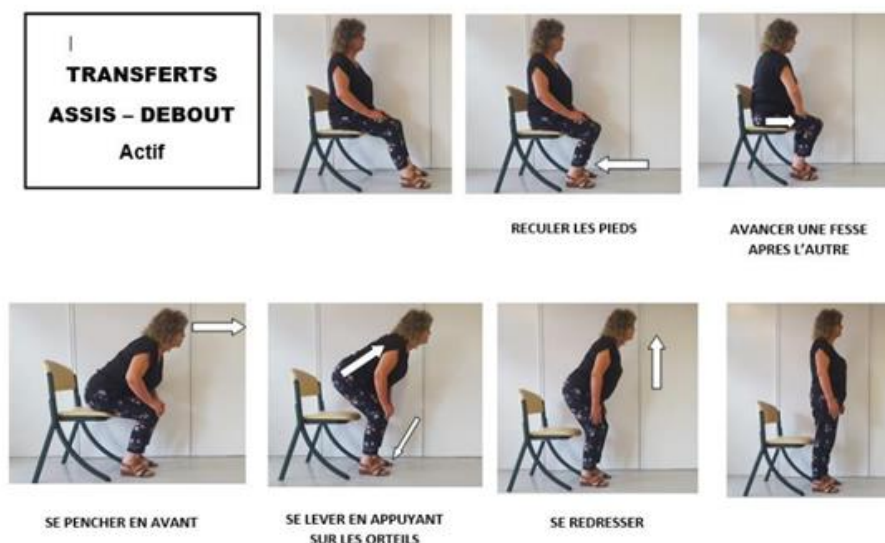 TRANSFERTS
ASSIS – DEBOUT
Actif
RECULER LES PIEDS
AVANCER UNE FESSE
APRES L'AUTRE
SE PENCHER EN AVANT
SE LEVER EN APPUYANT
SUR LES ORTEILS
SE REDRESSER